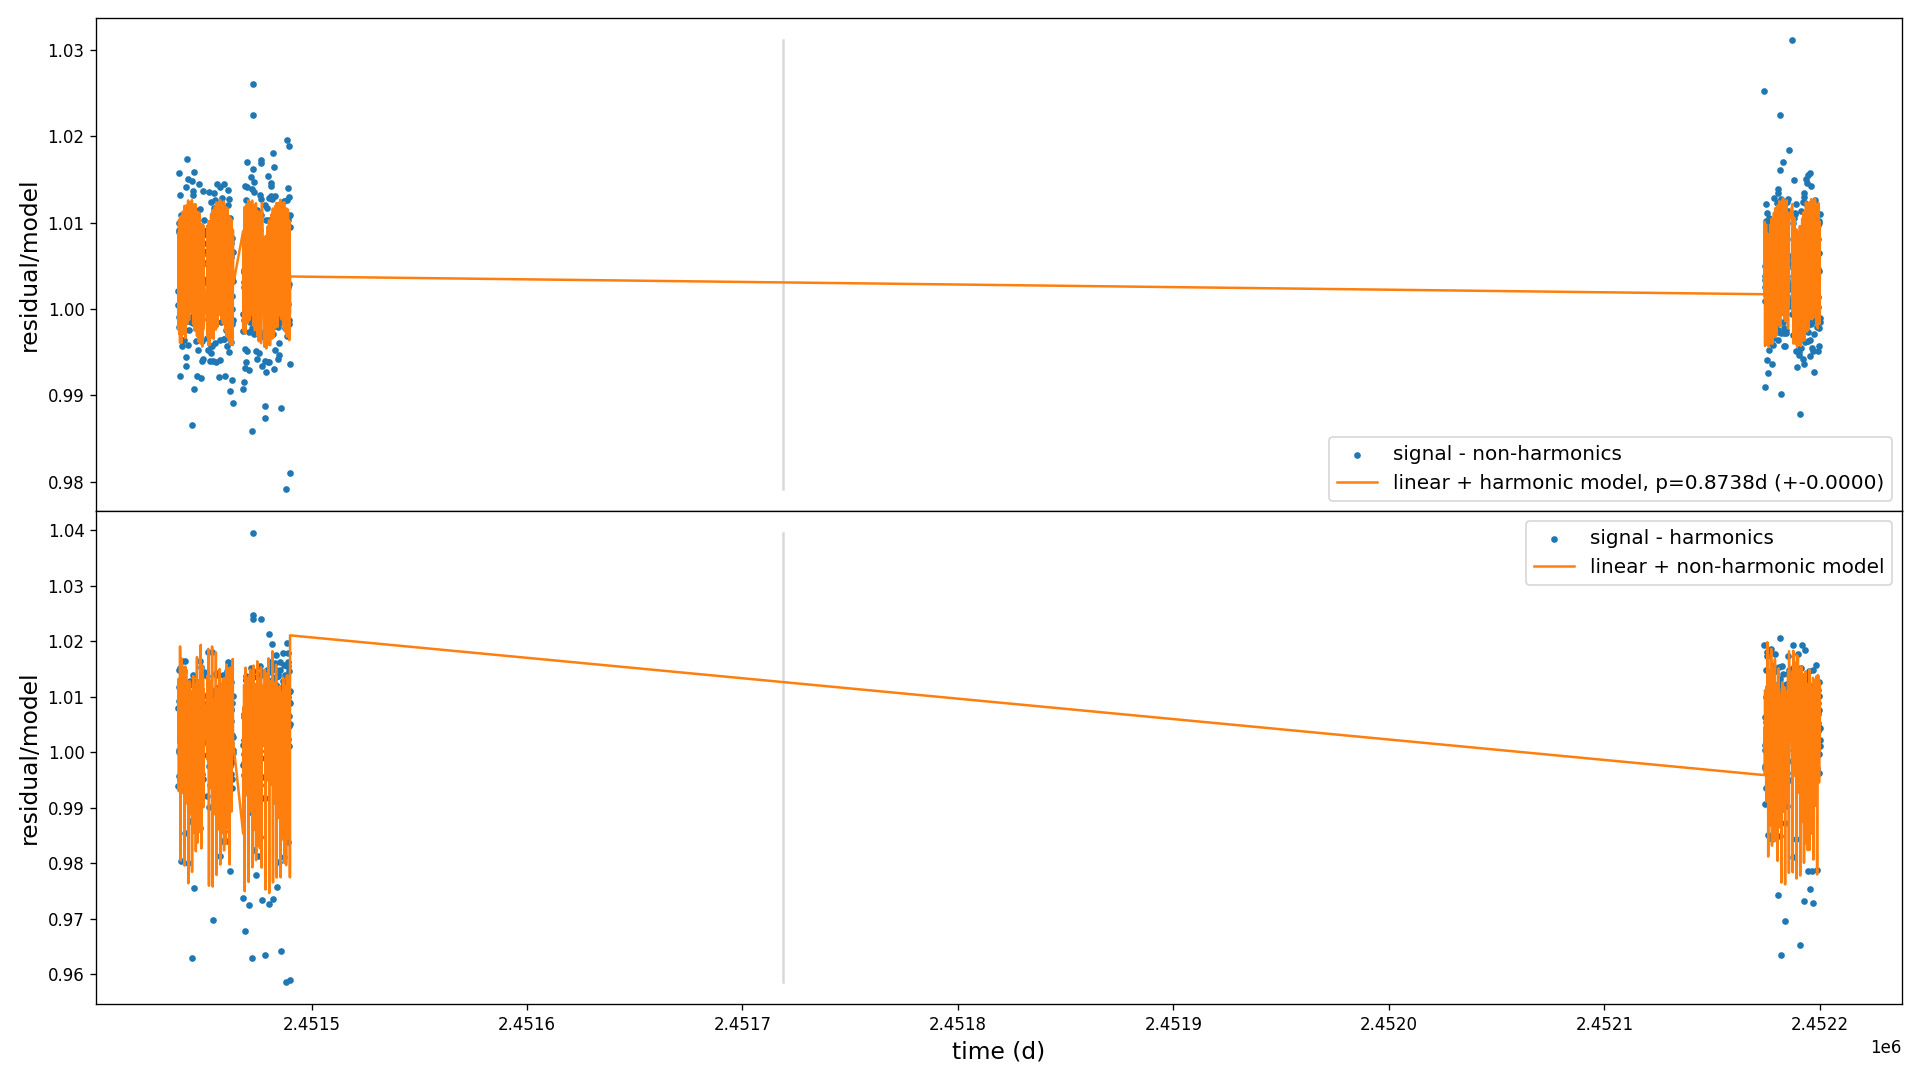 1.03
1.02
1.01
1.00
0.99
0.98
residual/model
signal - non-harmonics
linear + harmonic model, p=0.8738d (+-0.0000)
1.04
1.03
1.02
1.01
1.00
0.99
0.98
0.97
0.96
residual/model
signal - harmonics
linear + non-harmonic model
2.4515 2.4516 2.4517 2.4518 2.4519 2.4520 2.4521 2.4522
time (d)
1e6